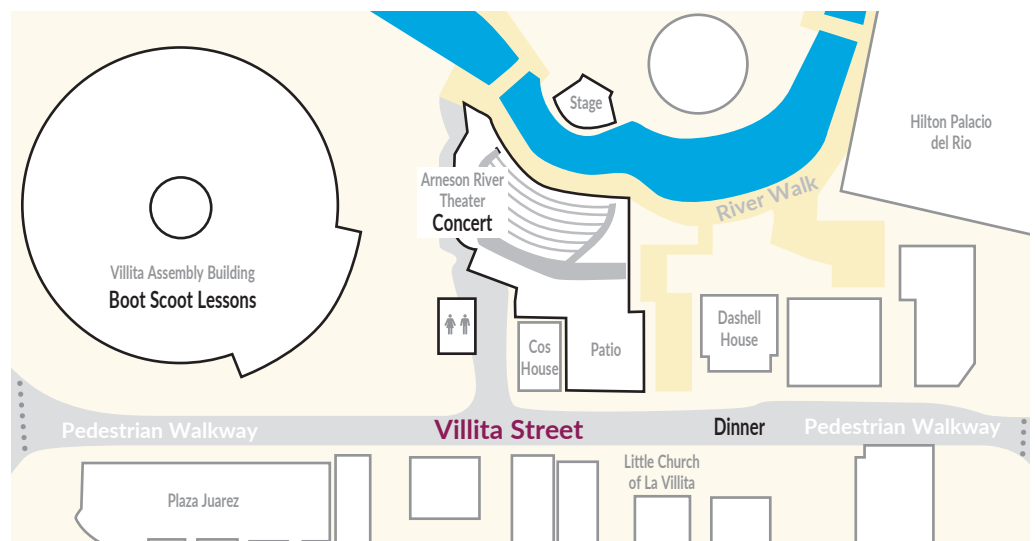 Stage
Hilton Palacio
del Rio
Arneson River
Theater
Concert
River Walk
Villita Assembly Building
Boot Scoot Lessons
Cos
House
Patio
Dashell
House
Pedestrian Walkway
Villita Street
Dinner
Pedestrian Walkway
Little Church
of La Villita
Plaza Juarez